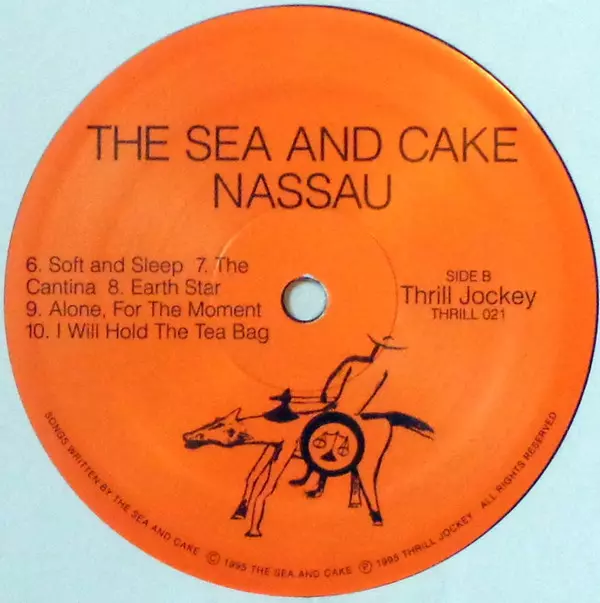 THE SEA AND CAKE
NASSAU
6. Soft and Sleep 7. The
Cantina 8. Earth Star
9. Alone, For The Moment
10. I Will Hold The Tea Bag
SIDE B
Thrill Jockey
THRILL 021
SONGS WRITTEN BY THE SEA AND CAKE © 1995 THE SEA AND CAKE ℗ 1995 THRILL JOCKEY ALL RIGHTS RESERVED